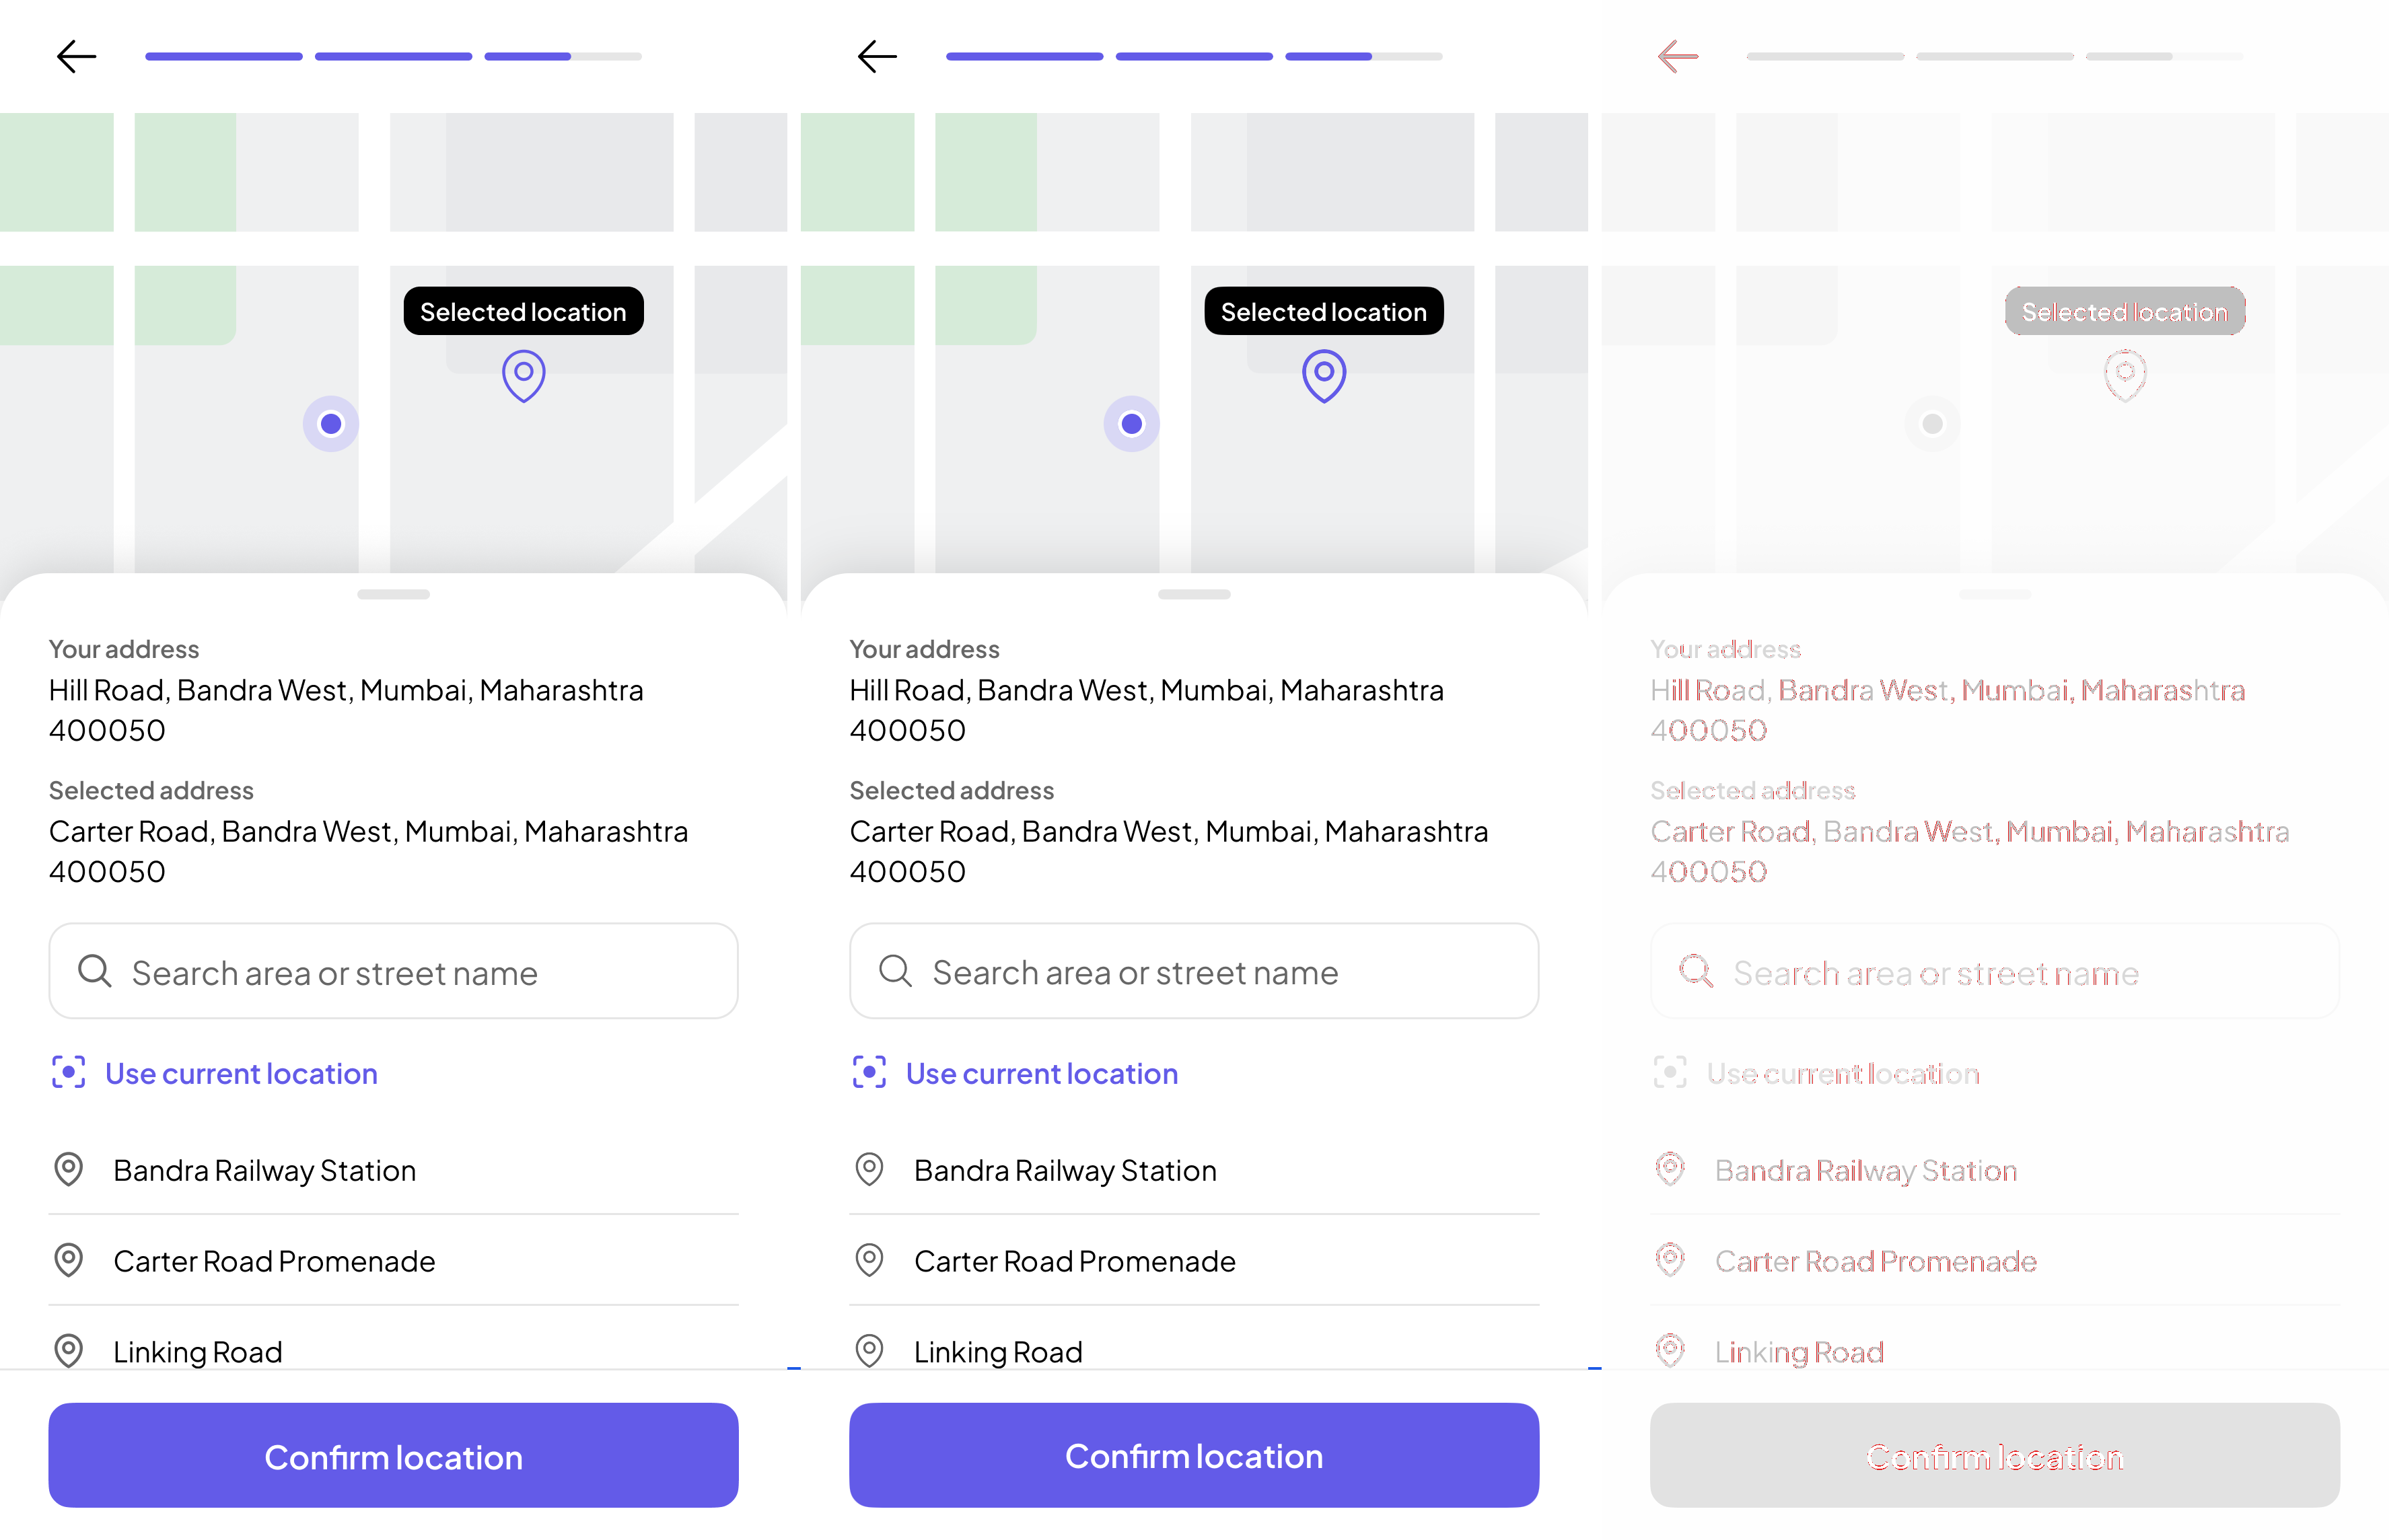 Selected location
Your address
Hill Road, Bandra West, Mumbai, Maharashtra
400050
Selected address
Carter Road, Bandra West, Mumbai, Maharashtra
400050
Search area or street name
Use current location
Bandra Railway Station
Carter Road Promenade
Linking Road
Confirm location
Selected location
Your address
Hill Road, Bandra West, Mumbai, Maharashtra
400050
Selected address
Carter Road, Bandra West, Mumbai, Maharashtra
400050
Search area or street name
Use current location
Bandra Railway Station
Carter Road Promenade
Linking Road
Confirm location
Selected location
Your address
Hill Road, Bandra West, Mumbai, Maharashtra
400050
Selected address
Carter Road, Bandra West, Mumbai, Maharashtra
400050
Search area or street name
Use current location
Bandra Railway Station
Carter Road Promenade
Linking Road
Confirm location